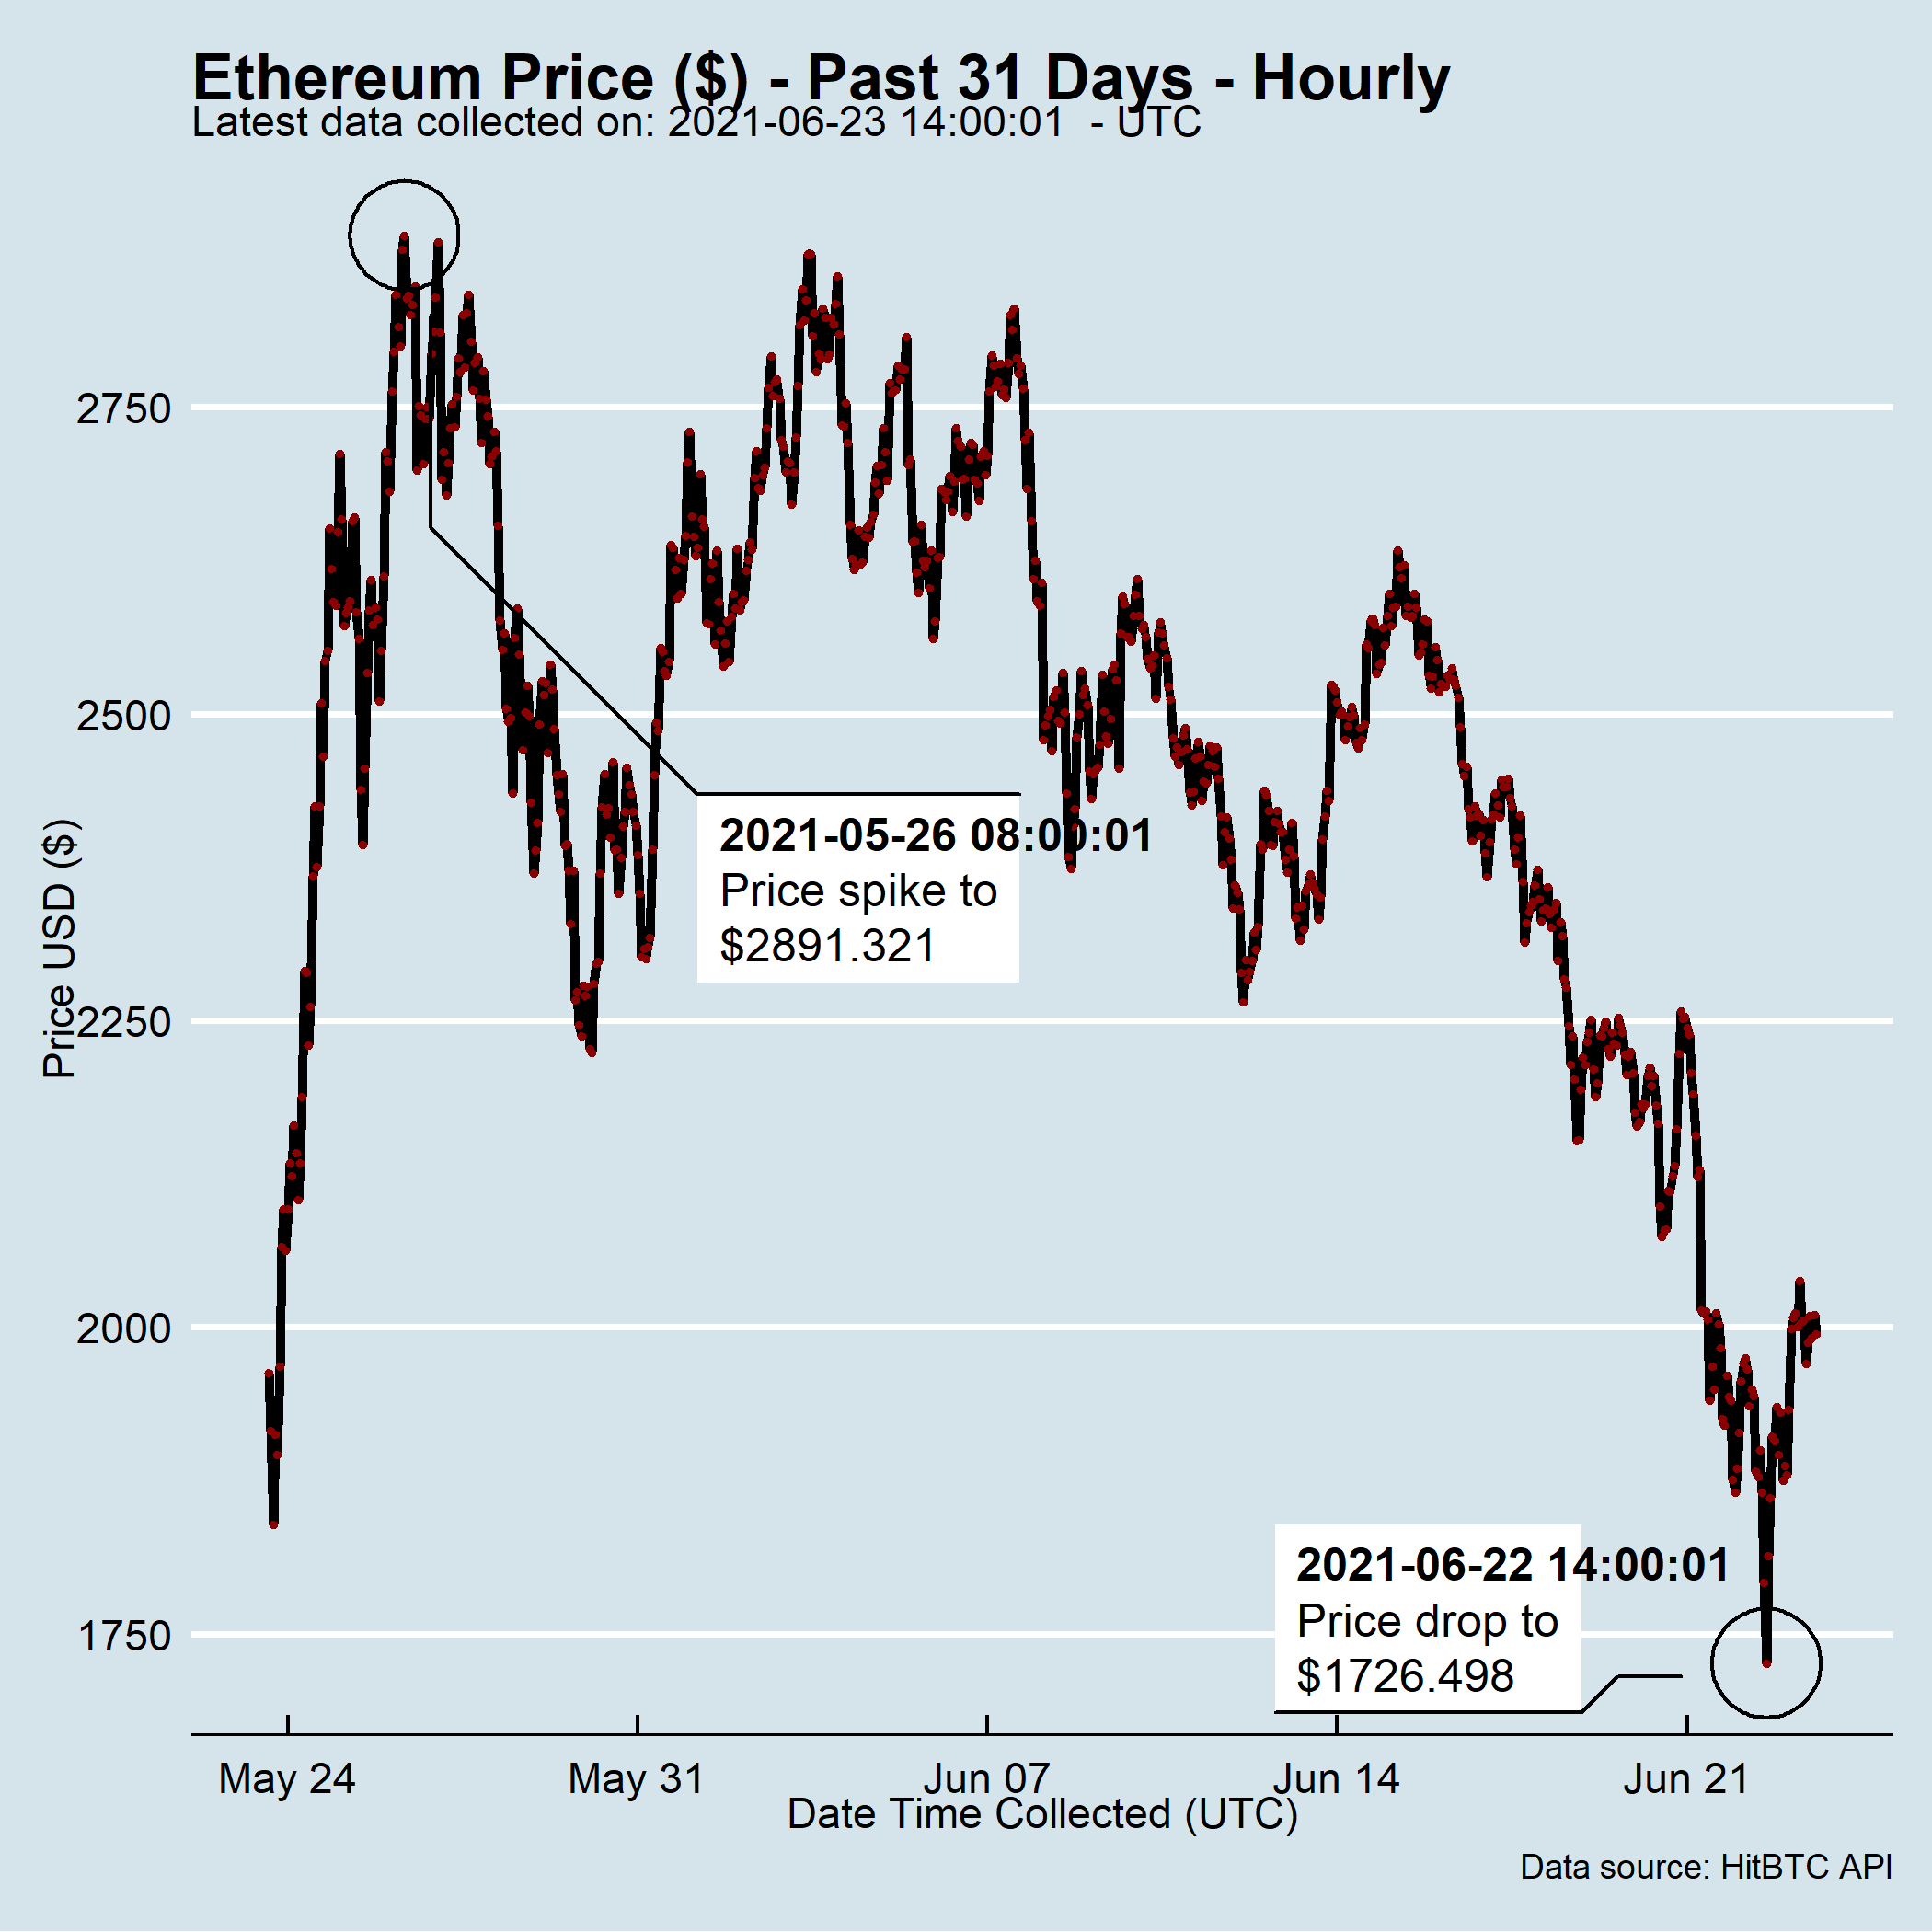 Ethereum Price ($) - Past 31 Days - Hourly
Latest data collected on: 2021-06-23 14:00:01  - UTC
Price USD ($)
2750
2500
2250
2000
1750
2021-05-26 08:00:01
Price spike to
$2891.321
2021-06-22 14:00:01
Price drop to
$1726.498
May 24
May 31
Jun 07
Jun 14
Jun 21
Date Time Collected (UTC)
Data source: HitBTC API